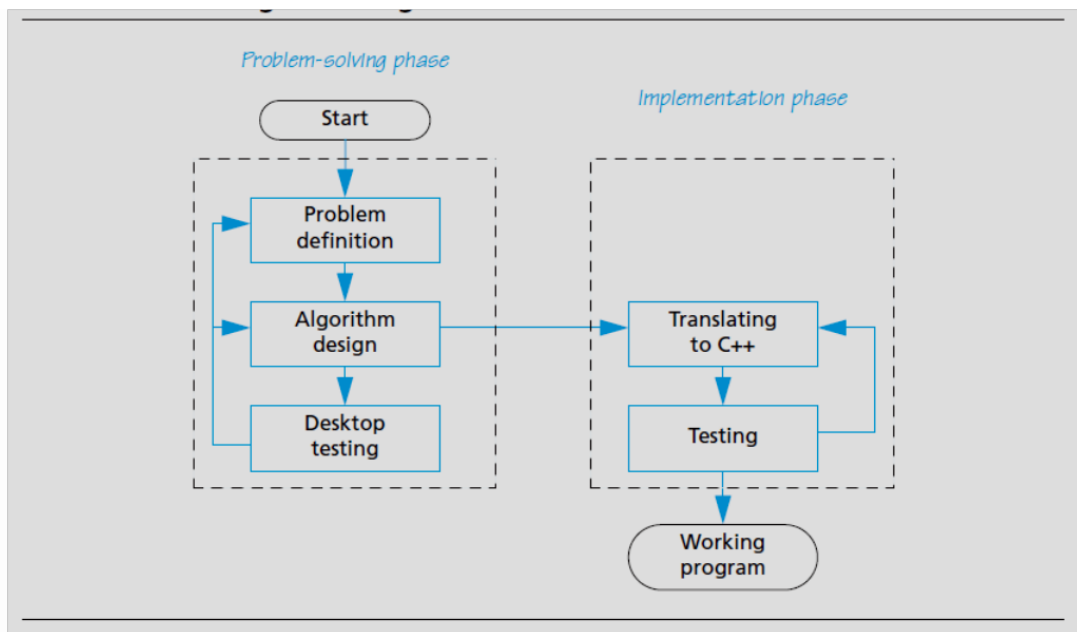 Problem-solving phase
Start
Problem
definition
Algorithm
design
Desktop
testing
Implementation phase
Translating
to C++
Testing
Working
program